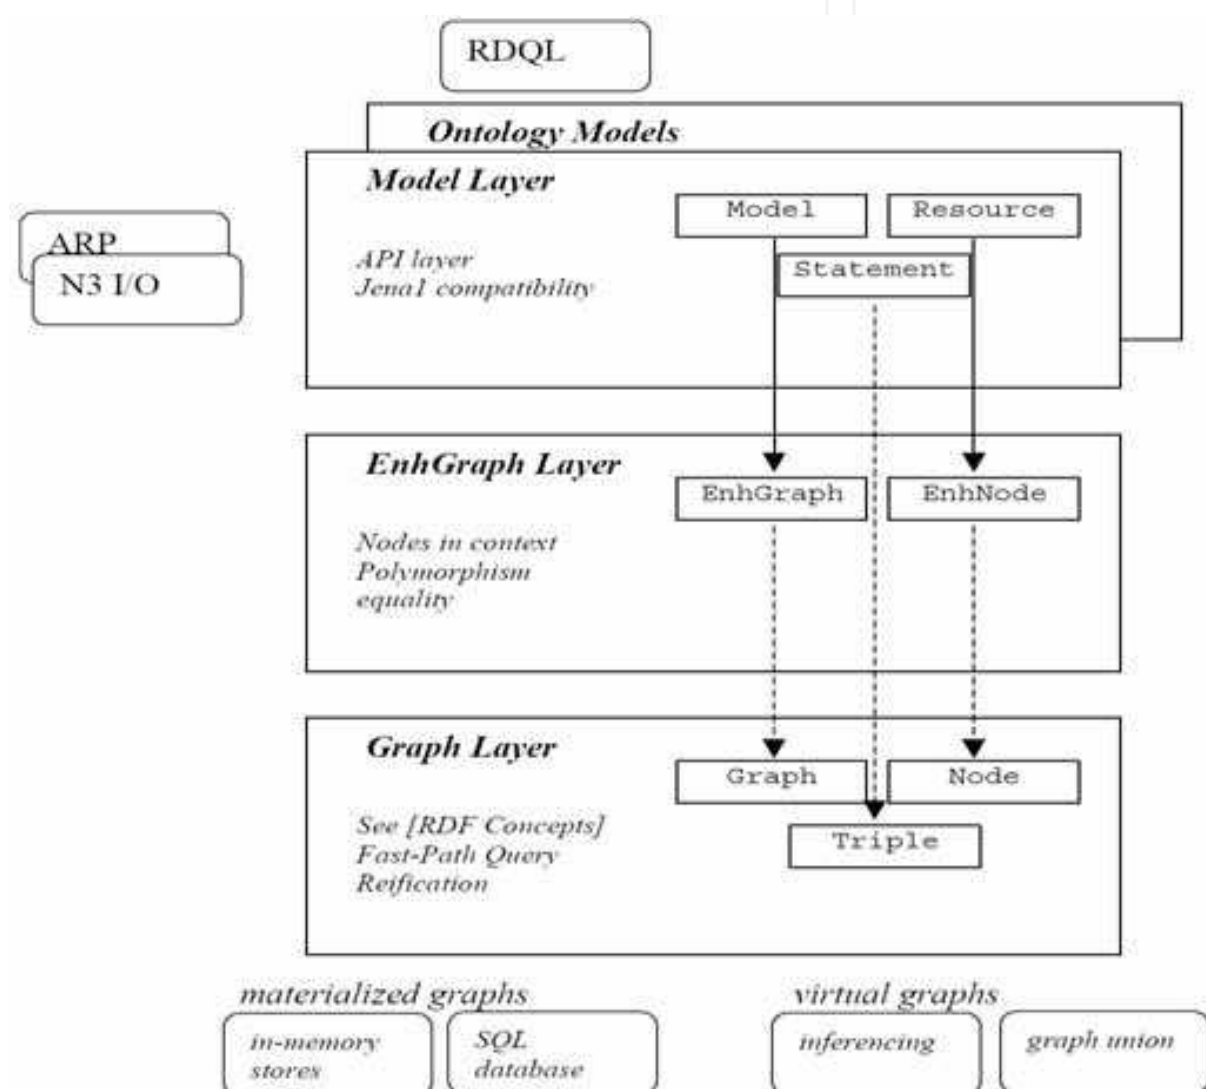 RDQL
Ontology Models
Model Layer
Model
Resource
ARP
N3 I/O
API layer
Jena1 compatibility
Statement
EnhGraph Layer
EnhGraph
EnhNode
Nodes in context
Polymorphism
equality
Graph Layer
Graph
Node
See [RDF Concepts]
Fast-Path Query
Reification
Triple
materialized graphs
virtual graphs
in-memory
stores
SQL
database
inferencing
graph union